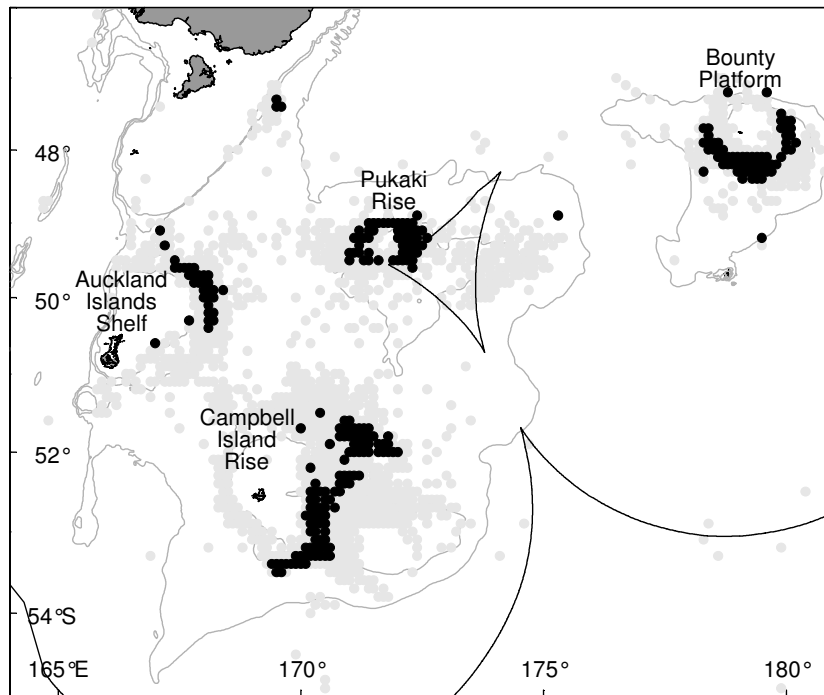 Bounty
Platform
48°
Pukaki
Rise
Auckland
Islands
Shelf
50°
Campbell
Island
Rise
52°
54°S
165°E
170°
175°
180°